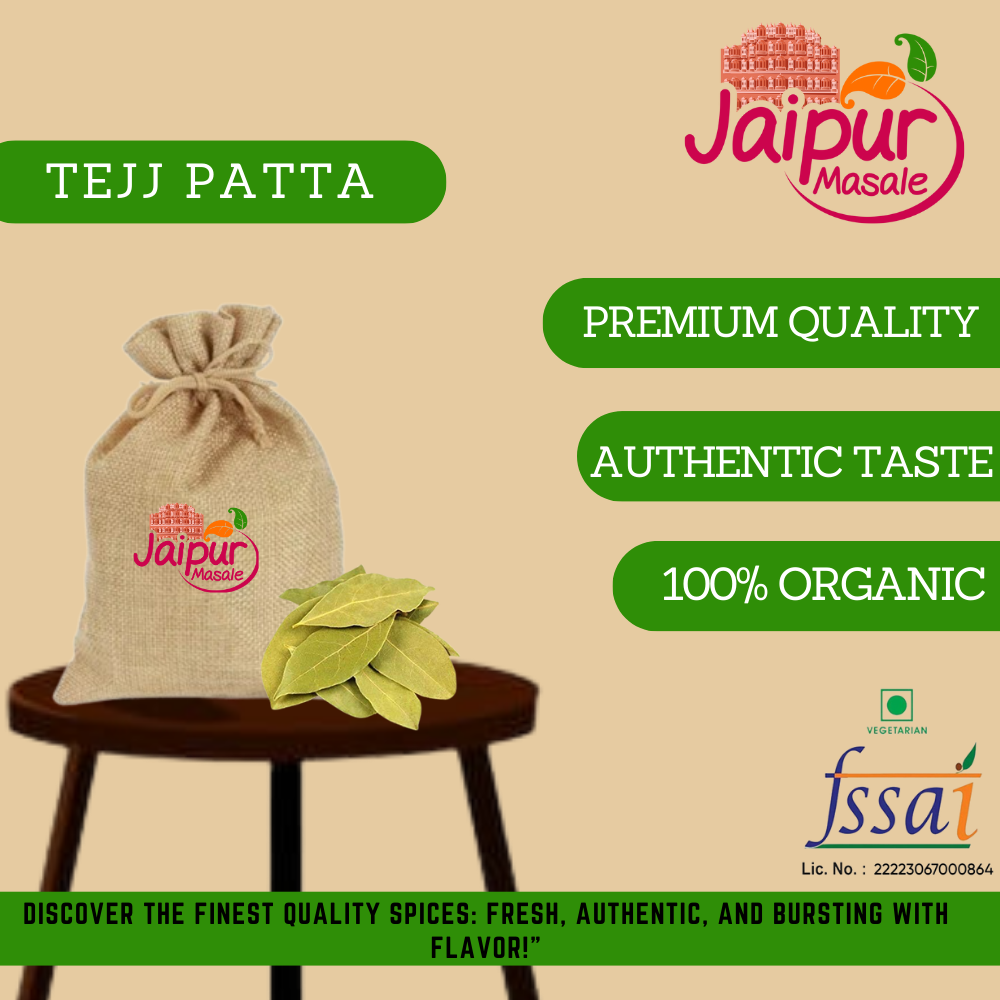 Jaipur
Masale
TEJJ PATTA
PREMIUM QUALITY
AUTHENTIC TASTE
100% ORGANIC
Jaipur
Masale
VEGETARIAN
fssai
Lic. No. : 22223067000864
DISCOVER THE FINEST QUALITY SPICES: FRESH, AUTHENTIC, AND BURSTING WITH
FLAVOR!”